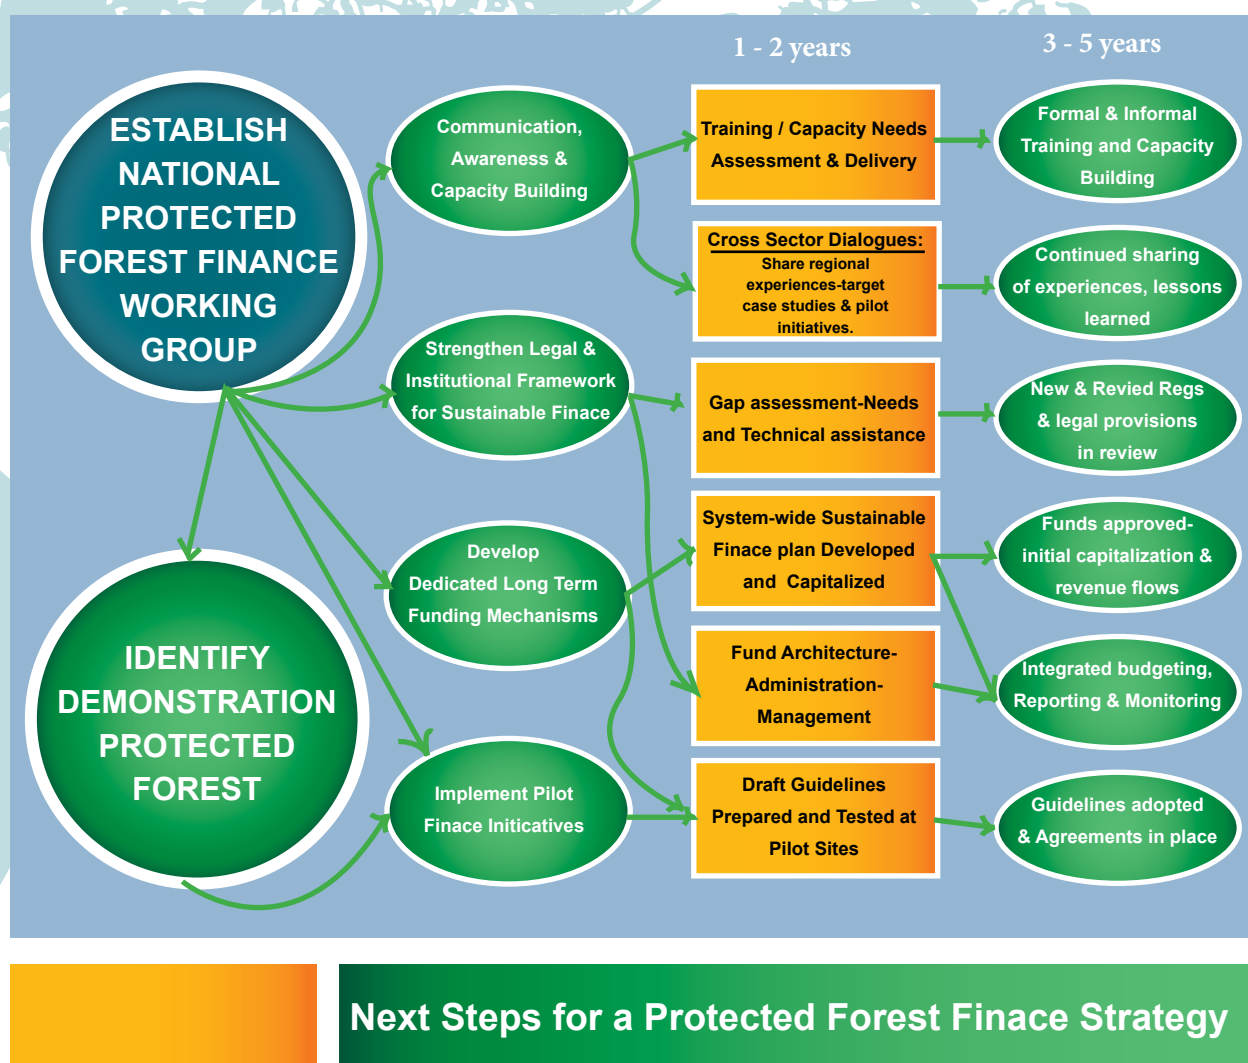 1 - 2 years
3 - 5 years
ESTABLISH
NATIONAL
PROTECTED
FOREST FINANCE
WORKING
GROUP
IDENTIFY
DEMONSTRATION
PROTECTED
FOREST
Communication,
Awareness &
Capacity Building
Strengthen Legal &
Institutional Framework
for Sustainable Finace
Develop
Dedicated Long Term
Funding Mechanisms
Implement Pilot
Finace Initicatives
Training / Capacity Needs
Assessment & Delivery
Cross Sector Dialogues:
Share regional
experiences-target
case studies & pilot
initiatives.
Gap assessment-Needs
and Technical assistance
System-wide Sustainable
Finace plan Developed
and Capitalized
Fund Architecture-
Administration-
Management
Draft Guidelines
Prepared and Tested at
Pilot Sites
Formal & Informal
Training and Capacity
Building
Continued sharing
of experiences, lessons
learned
New & Revied Regs
& legal provisions
in review
Funds approved-
initial capitalization &
revenue flows
Integrated budgeting,
Reporting & Monitoring
Guidelines adopted
& Agreements in place
Next Steps for a Protected Forest Finace Strategy